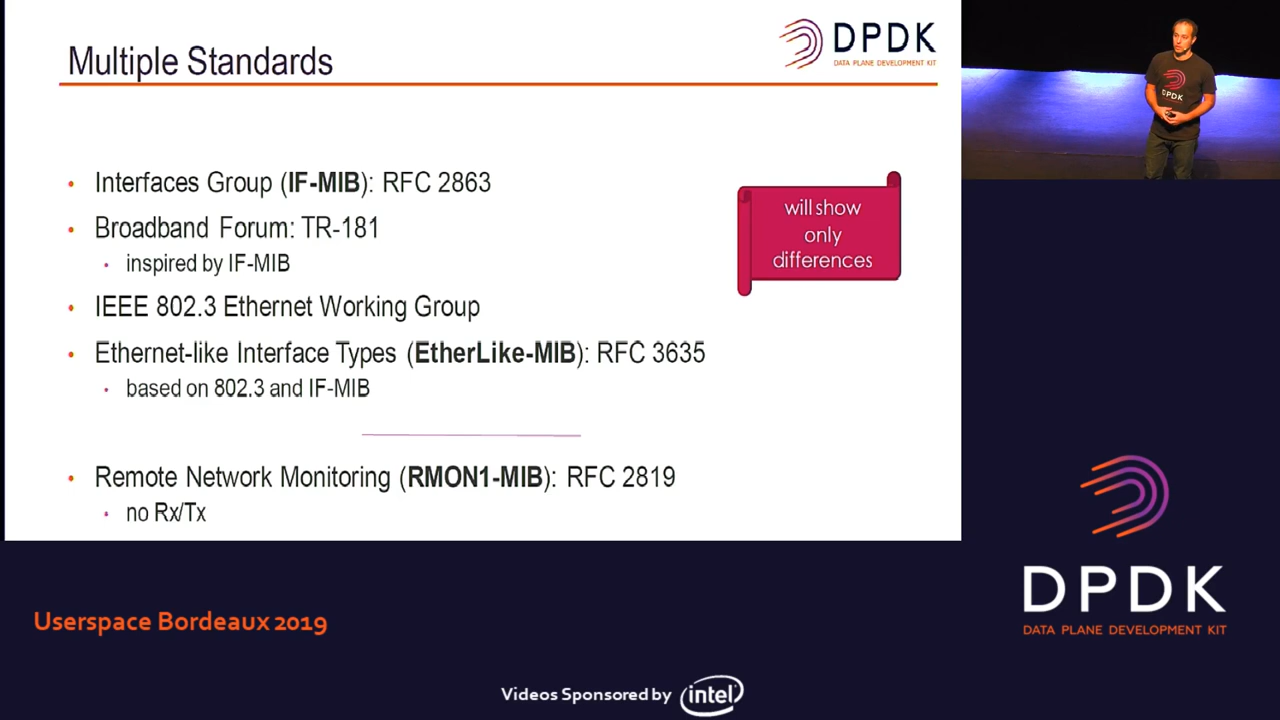 Multiple Standards
DPDK
DATA PLANE DEVELOPMENT KIT
DPDK
• Interfaces Group (IF-MIB): RFC 2863
• Broadband Forum: TR-181
• inspired by IF-MIB
• IEEE 802.3 Ethernet Working Group
• Ethernet-like Interface Types (EtherLike-MIB): RFC 3635
• based on 802.3 and IF-MIB
will show
only
differences
• Remote Network Monitoring (RMON1-MIB): RFC 2819
• no Rx/Tx
DPDK
DATA PLANE DEVELOPMENT KIT
Userspace Bordeaux 2019
Videos Sponsored by intel